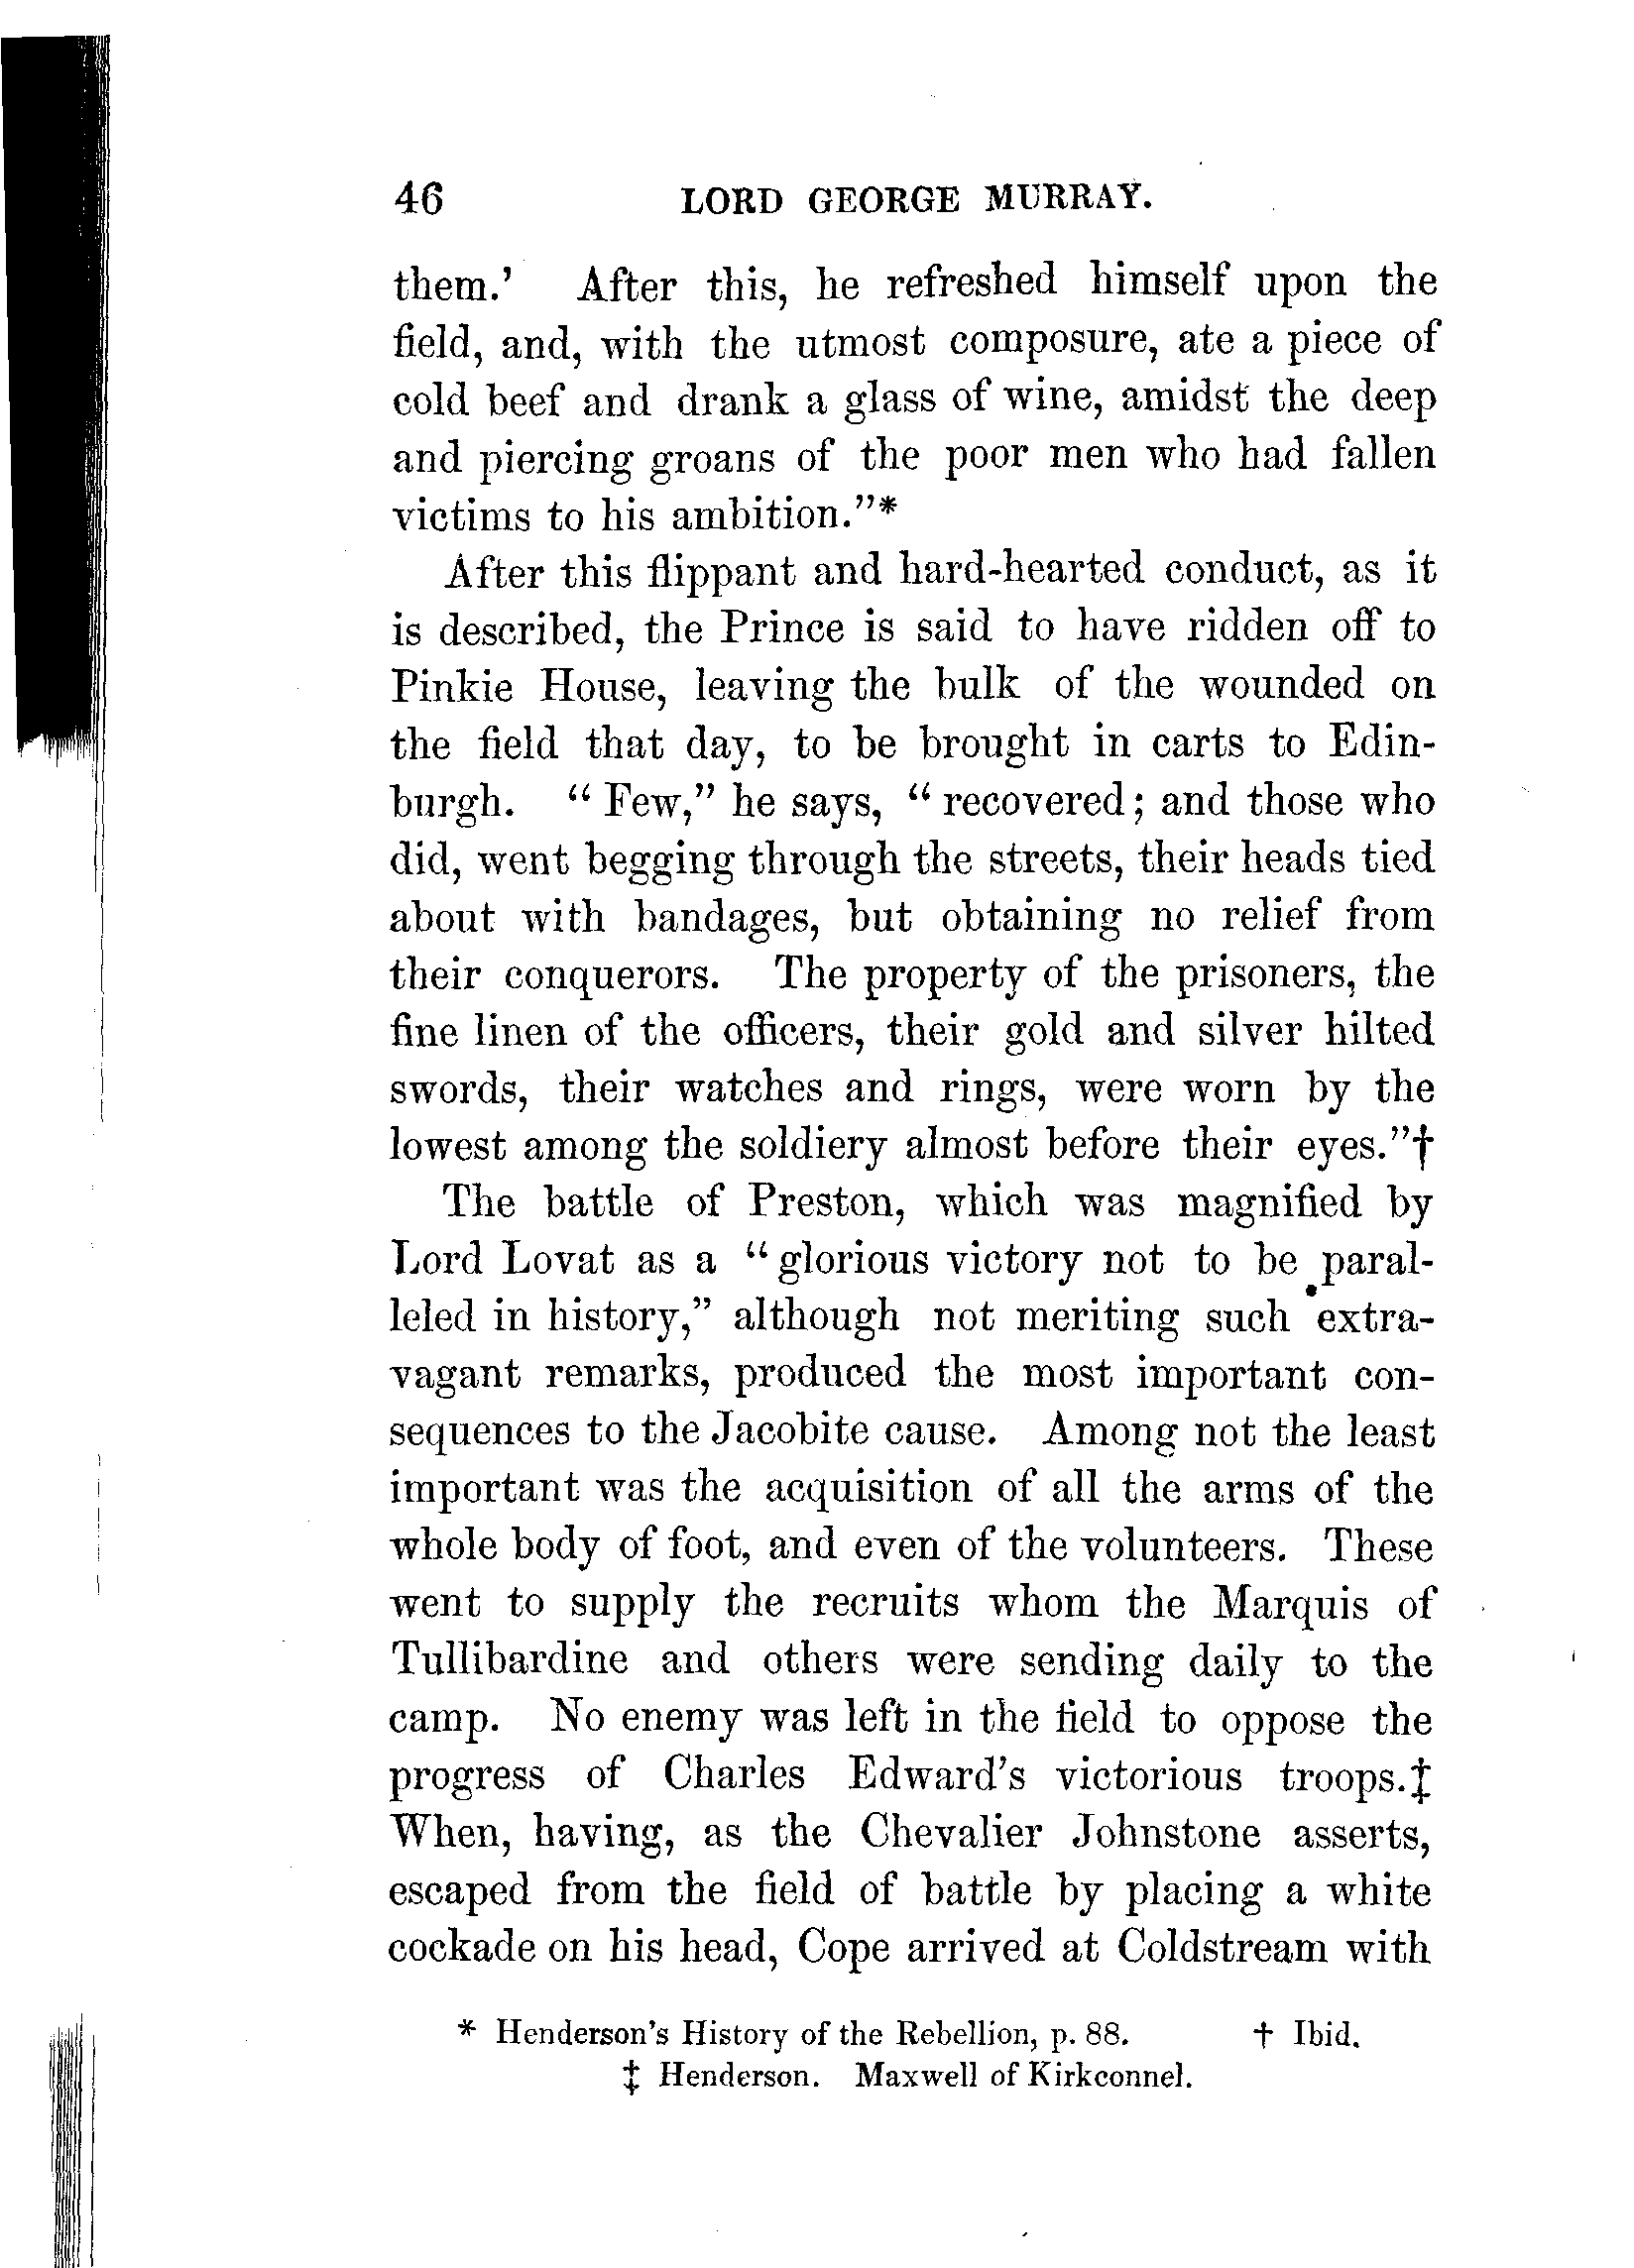 46 LORD GEORGE MURRAY.
them.' After this, he refreshed himself upon the
field, and, with the utmost composure, ate a piece of
cold beef and drank a glass of wine, amidst the deep
and piercing groans of the poor men who had fallen
victims to his ambition."*
After this flippant and hard-hearted conduct, as it
is described, the Prince is said to have ridden off to
Pinkie House, leaving the bulk of the wounded on
the field that day, to be brought in carts to Edin-
burgh. "Few," he says, "recovered; and those who
did, went begging through the streets, their heads tied
about with bandages, but obtaining no relief from
their conquerors. The property of the prisoners, the
fine linen of the officers, their gold and silver hilted
swords, their watches and rings, were worn by the
lowest among the soldiery almost before their eyes."†
The battle of Preston, which was magnified by
Lord Lovat as a "glorious victory not to be paral-
leled in history," although not meriting such extra-
vagant remarks, produced the most important con-
sequences to the Jacobite cause. Among not the least
important was the acquisition of all the arms of the
whole body of foot, and even of the volunteers. These
went to supply the recruits whom the Marquis of
Tullibardine and others were sending daily to the
camp. No enemy was left in the field to oppose the
progress of Charles Edward's victorious troops.‡
When, having, as the Chevalier Johnstone asserts,
escaped from the field of battle by placing a white
cockade on his head, Cope arrived at Coldstream with
* Henderson's History of the Rebellion, p. 88. † Ibid.
‡ Henderson. Maxwell of Kirkconnel.